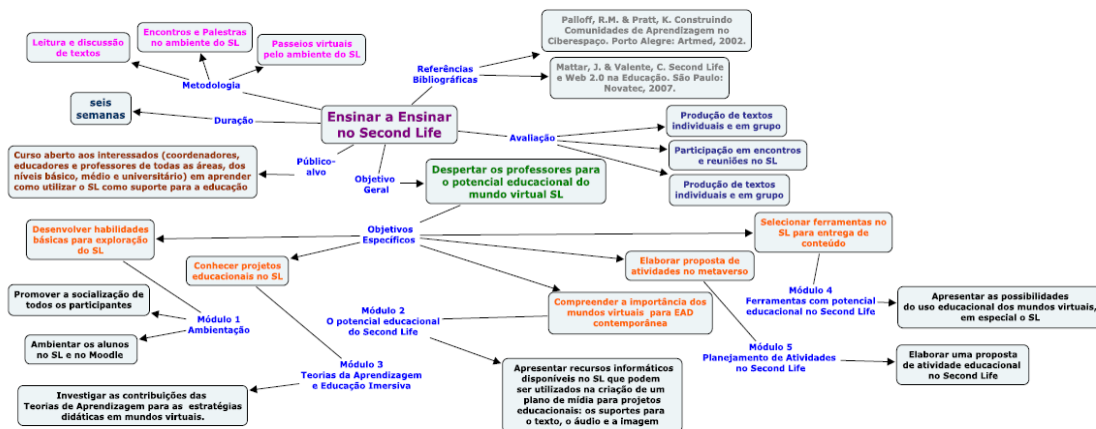 Leitura e discussão
de textos
Encontros e Palestras
no ambiente do SL
Passeios virtuais
pelo ambiente do SL
Metodologia
Referências
Bibliográficas
Palloff, R.M. & Pratt, K. Construindo
Comunidades de Aprendizagem no
Ciberespaço. Porto Alegre: Artmed, 2002.
Mattar, J. & Valente, C. Second Life
e Web 2.0 na Educação. São Paulo:
Novatec, 2007.
seis
semanas
Duração
Ensinar a Ensinar
no Second Life
Avaliação
Produção de textos
individuais e em grupo
Participação em encontros
e reuniões no SL
Produção de textos
individuais e em grupo
Curso aberto aos interessados (coordenadores,
educadores e professores de todas as áreas, dos
níveis básico, médio e universitário) em aprender
como utilizar o SL como suporte para a educação
Público-
alvo
Objetivo
Geral
Despertar os professores para
o potencial educacional do
mundo virtual SL
Objetivos
Específicos
Desenvolver habilidades
básicas para exploração
do SL
Conhecer projetos
educacionais no SL
Compreender a importância dos
mundos virtuais para EAD
contemporânea
Elaborar proposta de
atividades no metaverso
Selecionar ferramentas no
SL para entrega de
conteúdo
Promover a socialização de
todos os participantes
Módulo 1
Ambientação
Ambientar os alunos
no SL e no Moodle
Módulo 2
O potencial educacional
do Second Life
Módulo 3
Teorias da Aprendizagem
e Educação Imersiva
Investigar as contribuições das
Teorias de Aprendizagem para as estratégias
didáticas em mundos virtuais.
Apresentar recursos informáticos
disponíveis no SL que podem
ser utilizados na criação de um
plano de mídia para projetos
educacionais: os suportes para
o texto, o áudio e a imagem
Módulo 4
Ferramentas com potencial
educacional no Second Life
Apresentar as possibilidades
do uso educacional dos mundos virtuais,
em especial o SL
Módulo 5
Planejamento de Atividades
no Second Life
Elaborar uma proposta
de atividade educacional
no Second Life